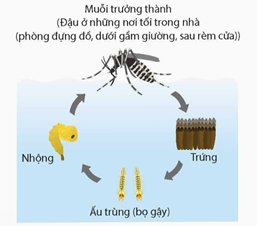 Muỗi trưởng thành
(Đậu ở những nơi tối trong nhà
(phòng đựng đồ, dưới gầm giường, sau rèm cửa))
Nhộng
Trứng
Ấu trùng (bọ gậy)